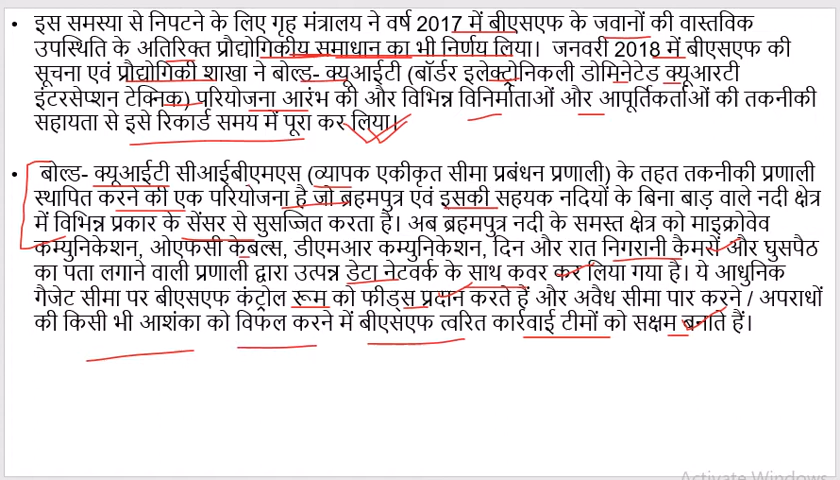 • इस समस्या से निपटने के लिए गृह मंत्रालय ने वर्ष 2017 में बीएसएफ के जवानों की वास्तविक
उपस्थिति के अतिरिक्त प्रौद्योगिकीय समाधान का भी निर्णय लिया। जनवरी 2018 में बीएसएफ की
सूचना एवं प्रौद्योगिकी शाखा ने बोल्ड- क्यूआईटी (बॉर्डर इलेक्ट्रोनिकली डोमिनेटेड क्यूआरटी
इंटरसेप्शन टेक्निक) परियोजना आरंभ की और विभिन्न विनिर्माताओं और आपूर्तिकर्ताओं की तकनीकी
सहायता से इसे रिकार्ड समय में पूरा कर लिया।
• बोल्ड- क्यूआईटी सीआईबीएमएस (व्यापक एकीकृत सीमा प्रबंधन प्रणाली) के तहत तकनीकी प्रणाली
स्थापित करने की एक परियोजना है जो ब्रहमपुत्र एवं इसकी सहयक नदियों के बिना बाड़ वाले नदी क्षेत्र
में विभिन्न प्रकार के सेंसर से सुसज्जित करता है। अब ब्रहमपुत्र नदी के समस्त क्षेत्र को माइक्रोवेव
कम्युनिकेशन, ओएफसी केबल्स, डीएमआर कम्युनिकेशन, दिन और रात निगरानी कैमरों और घुसपैठ
का पता लगाने वाली प्रणाली द्वारा उत्पन्न डेटा नेटवर्क के साथ कवर कर लिया गया है। ये आधुनिक
गैजेट सीमा पर बीएसएफ कंट्रोल रूम को फीड्स प्रदान करते हैं और अवैध सीमा पार करने / अपराधों
की किसी भी आशंका को विफल करने में बीएसएफ त्वरित कार्रवाई टीमों को सक्षम बनाते हैं।
Activate Windows